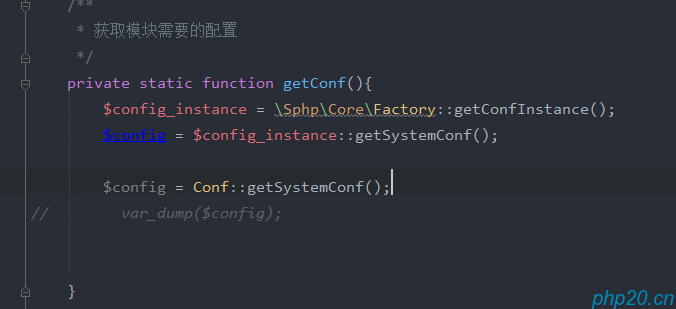 /**
 * 获取模块需要的配置
 */
private static function getConf(){
    $config_instance = \Sphp\Core\Factory::getConfInstance();
    $config = $config_instance::getSystemConf();
    $config = Conf::getSystemConf();
//        var_dump($config);
}
php20.cn